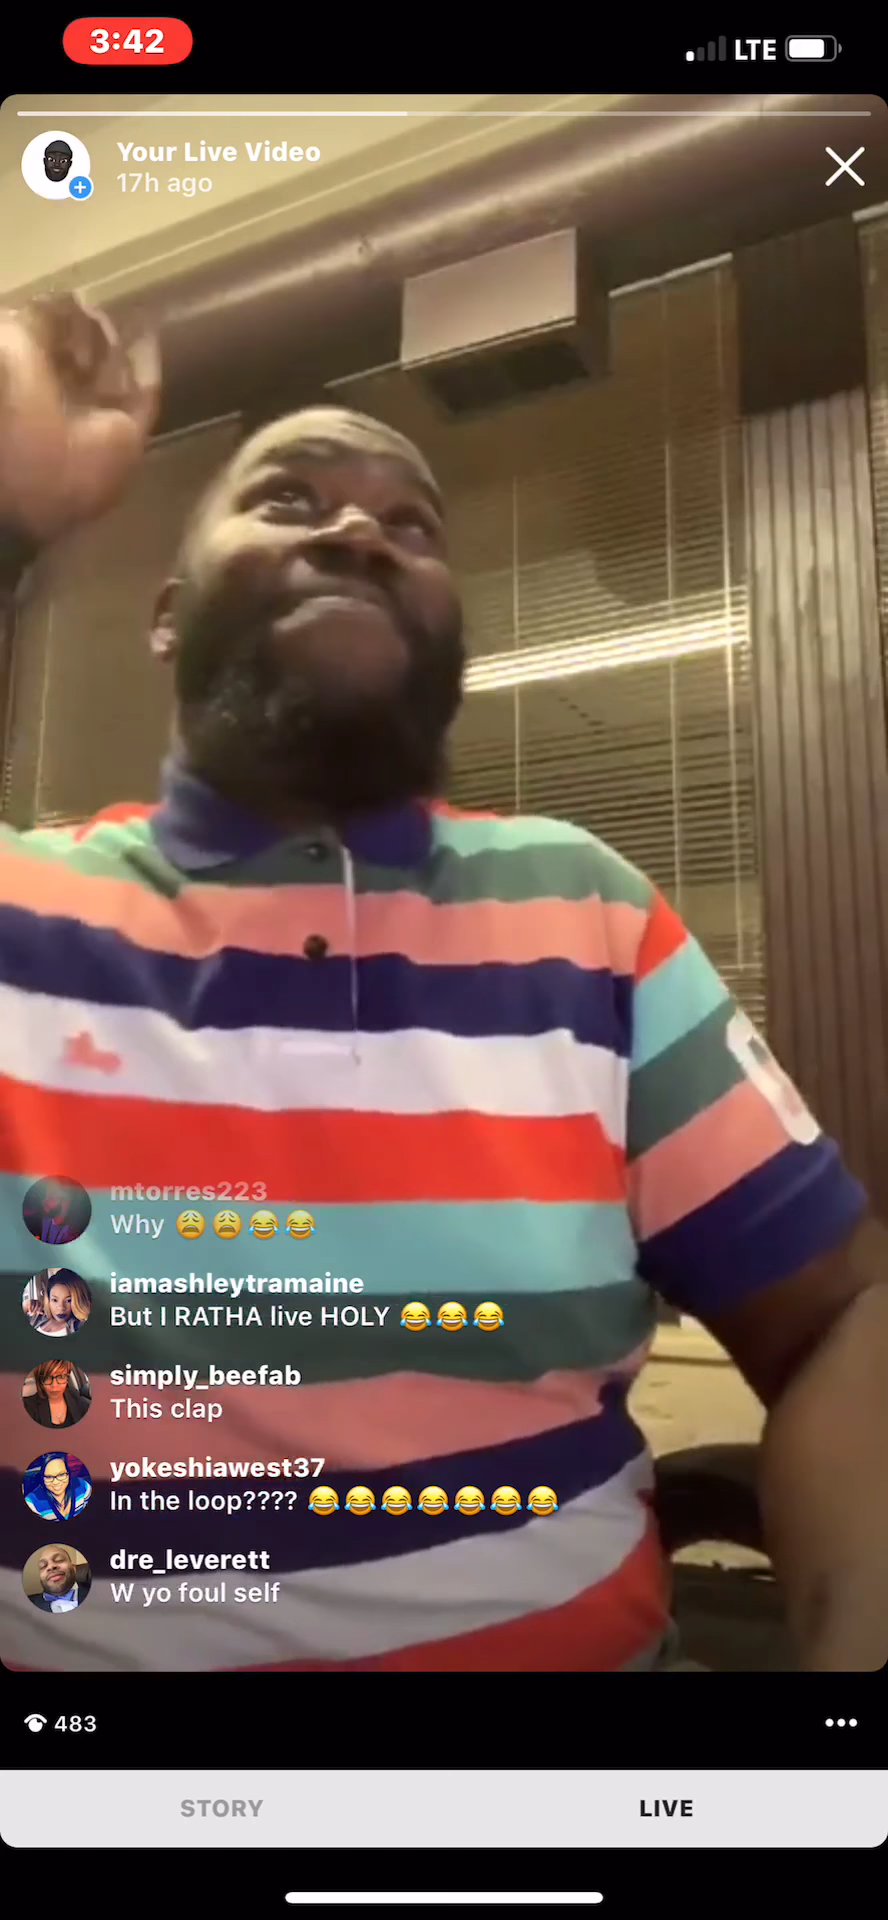 3:42
LTE
Your Live Video
17h ago
mtorres223
Why 😩😩😂😂
iamashleytramaine
But I RATHA live HOLY 😂😂😂
simply_beefab
This clap
yokeshiawest37
In the loop???? 😂😂😂😂😂😂😂
dre_leverett
W yo foul self
483
STORY
LIVE